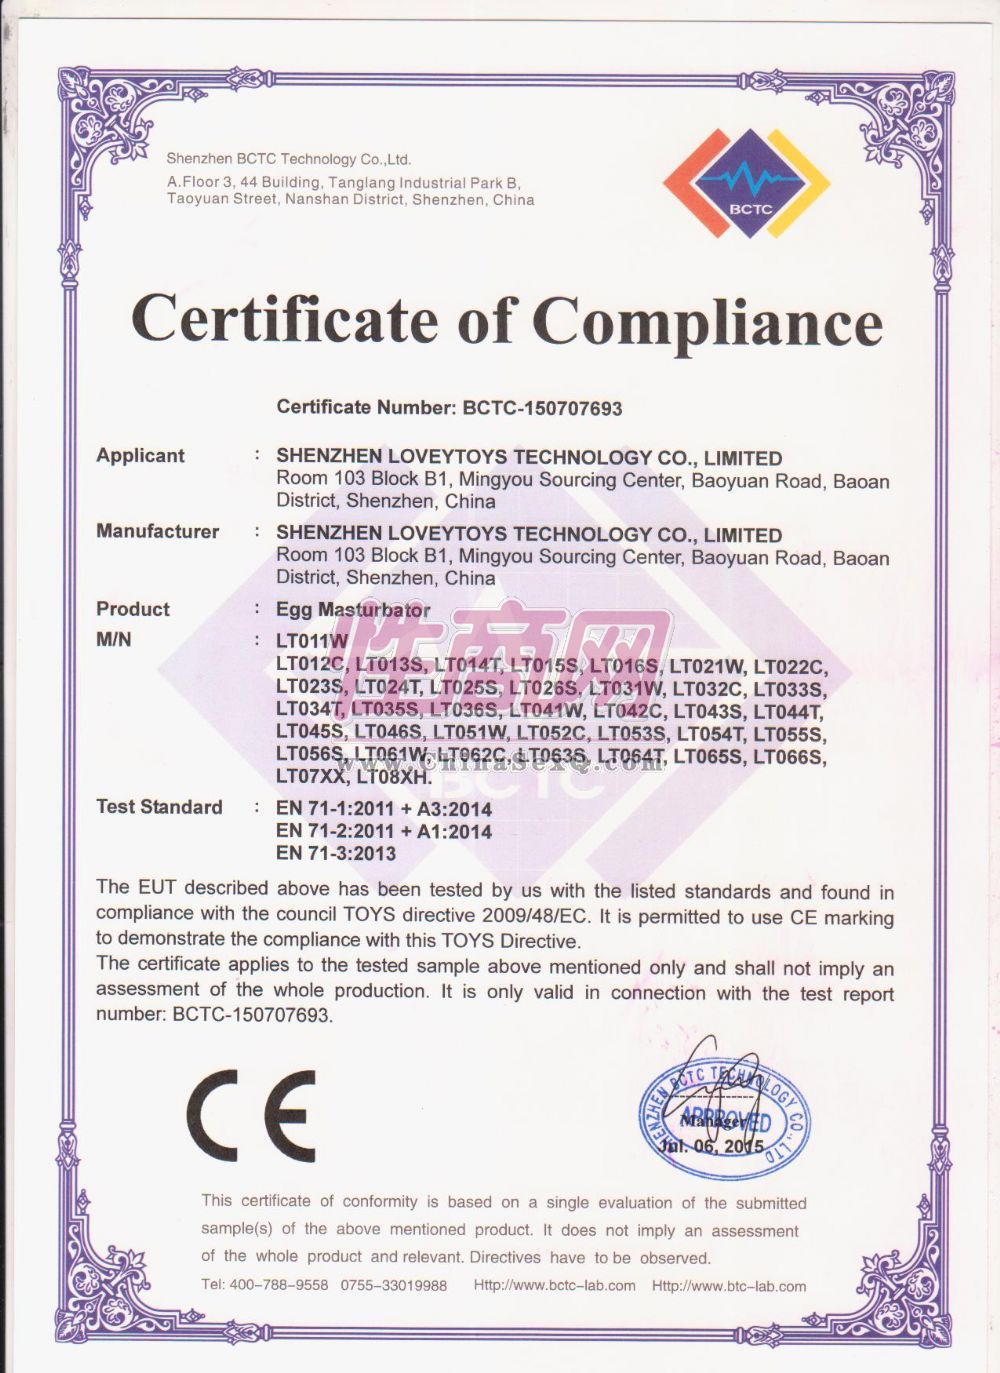 Shenzhen BCTC Technology Co.,Ltd.
A.Floor 3, 44 Building, Tanglang Industrial Park B,
Taoyuan Street, Nanshan District, Shenzhen, China
BCTC
Certificate of Compliance
Certificate Number: BCTC-150707693
Applicant : SHENZHEN LOVEYTOYS TECHNOLOGY CO., LIMITED
Room 103 Block B1, Mingyou Sourcing Center, Baoyuan Road, Baoan
District, Shenzhen, China
Manufacturer : SHENZHEN LOVEYTOYS TECHNOLOGY CO., LIMITED
Room 103 Block B1, Mingyou Sourcing Center, Baoyuan Road, Baoan
District, Shenzhen, China
Product : Egg Masturbator
M/N : LT011W
LT012C, LT013S, LT014T, LT015S, LT016S, LT021W, LT022C,
LT023S, LT024T, LT025S, LT026S, LT031W, LT032C, LT033S,
LT034T, LT035S, LT036S, LT041W, LT042C, LT043S, LT044T,
LT045S, LT046S, LT051W, LT052C, LT053S, LT054T, LT055S,
LT056S, LT061W, LT062C, LT063S, LT064T, LT065S, LT066S,
LT07XX, LT08XH.
性商网
www.ChinaSexQ.com
BCTC
Test Standard : EN 71-1:2011 + A3:2014
EN 71-2:2011 + A1:2014
EN 71-3:2013
The EUT described above has been tested by us with the listed standards and found in
compliance with the council TOYS directive 2009/48/EC. It is permitted to use CE marking
to demonstrate the compliance with this TOYS Directive.
The certificate applies to the tested sample above mentioned only and shall not imply an
assessment of the whole production. It is only valid in connection with the test report
number: BCTC-150707693.
CE
SHENZHEN BCTC TECHNOLOGY CO., LTD
APPROVED
Manager
Jul. 06, 2015
This certificate of conformity is based on a single evaluation of the submitted
sample(s) of the above mentioned product. It does not imply an assessment
of the whole product and relevant. Directives have to be observed.
Tel: 400-788-9558 0755-33019988 Http://www.bctc-lab.com Http://www.btc-lab.com